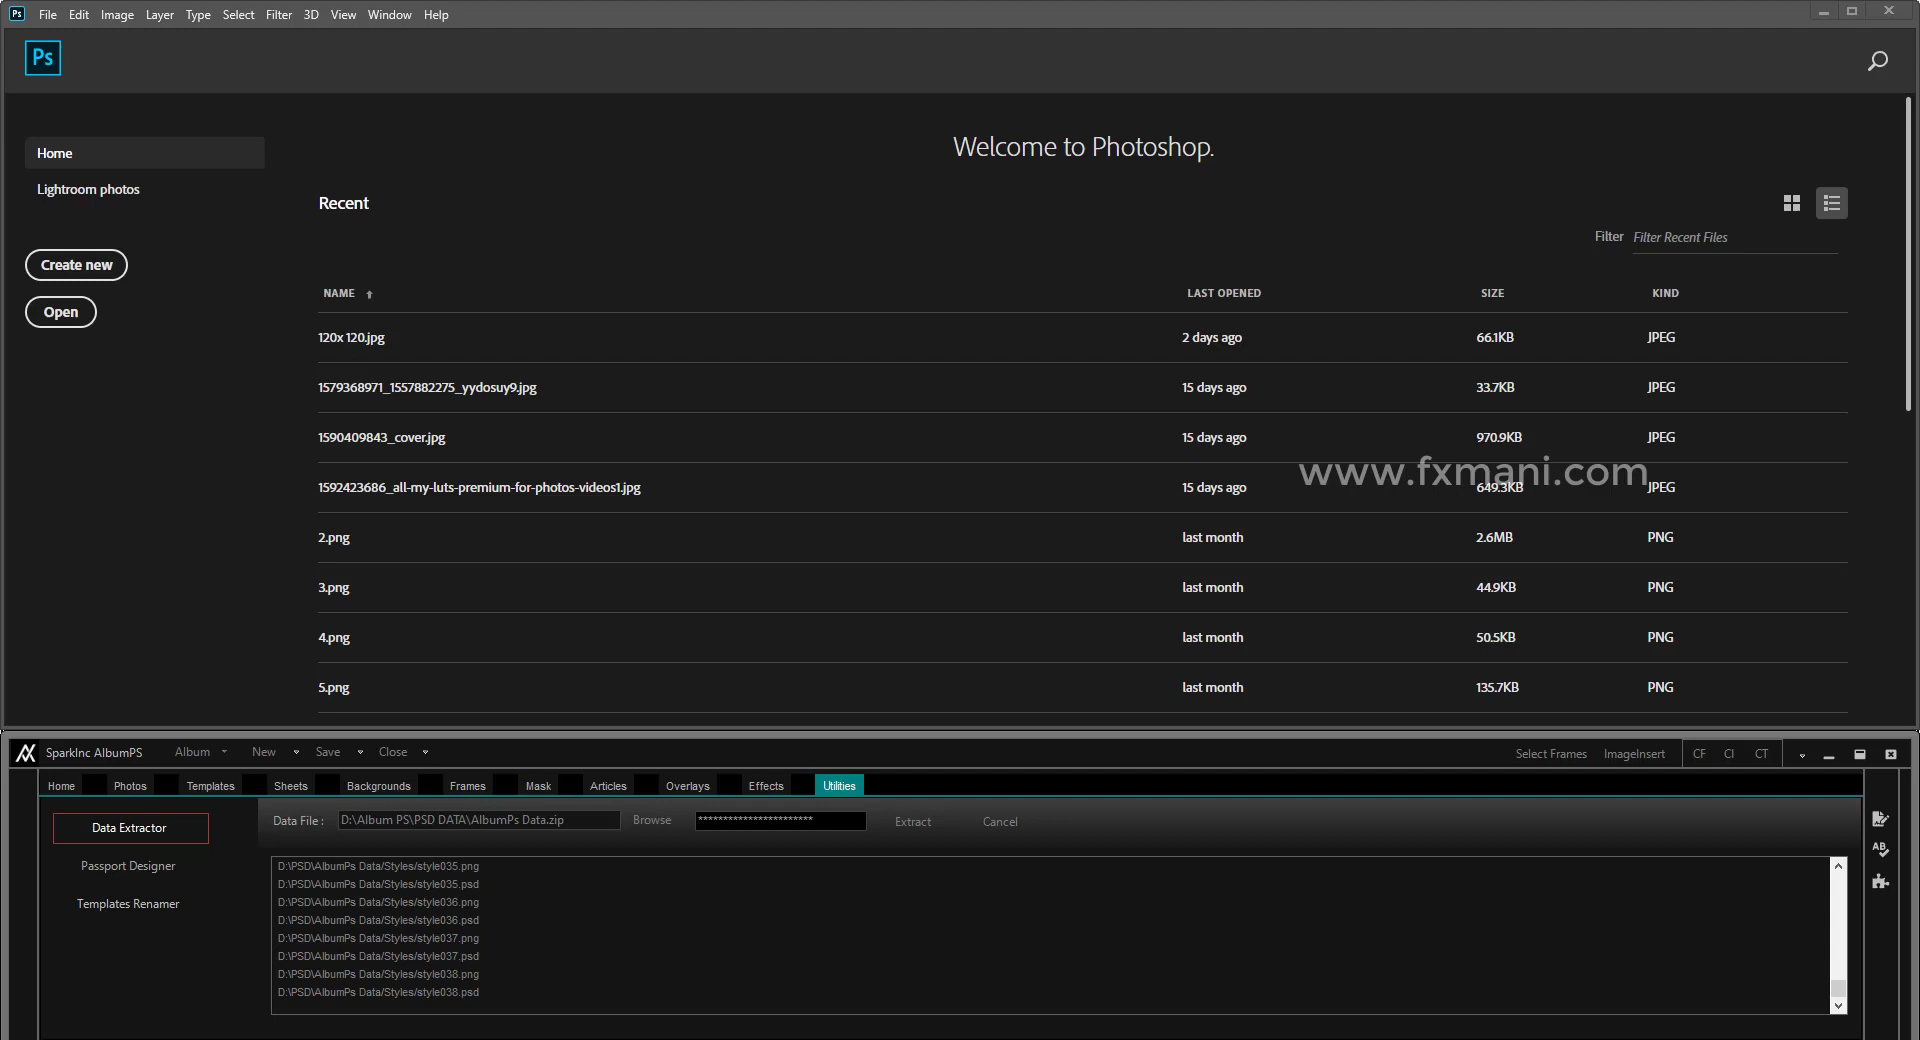 Ps File Edit Image Layer Type Select Filter 3D View Window Help
Ps
Welcome to Photoshop.
Home
Lightroom photos
Create new
Open
Recent
Filter Filter Recent Files
NAME LAST OPENED SIZE KIND
120x 120.jpg 2 days ago 66.1KB JPEG
1579368971_1557882275_yydosuy9.jpg 15 days ago 33.7KB JPEG
1590409843_cover.jpg 15 days ago 970.9KB JPEG
www.fxmani.com
1592423686_all-my-luts-premium-for-photos-videos1.jpg 15 days ago 649.3KB JPEG
2.png last month 2.6MB PNG
3.png last month 44.9KB PNG
4.png last month 50.5KB PNG
5.png last month 135.7KB PNG
SparkInc AlbumPS Album New Save Close Select Frames ImageInsert CF CI CT
Home Photos Templates Sheets Backgrounds Frames Mask Articles Overlays Effects Utilities
Data Extractor
Passport Designer
Templates Renamer
Data File : D:\Album PS\PSD DATA\AlbumPs Data.zip Browse *********************** Extract Cancel
D:\PSD\AlbumPs Data/Styles/style035.png
D:\PSD\AlbumPs Data/Styles/style035.psd
D:\PSD\AlbumPs Data/Styles/style036.png
D:\PSD\AlbumPs Data/Styles/style036.psd
D:\PSD\AlbumPs Data/Styles/style037.png
D:\PSD\AlbumPs Data/Styles/style037.psd
D:\PSD\AlbumPs Data/Styles/style038.png
D:\PSD\AlbumPs Data/Styles/style038.psd
AB